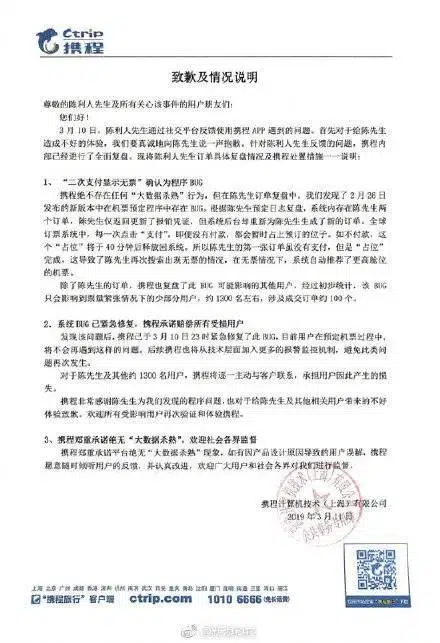 Ctrip
携程
致歉及情况说明
尊敬的陈利人先生及所有关心该事件的用户朋友们：
您们好！
3 月 10 日，陈利人先生通过社交平台反馈使用携程 APP 遇到的问题。首先对于给陈先生
造成不好的体验，我们要真诚地向陈先生说一声抱歉。针对陈利人先生反馈的问题，携程内
部已经进行了全面复盘，现将陈利人先生订单具体复盘情况及携程处置措施一一说明：
1、“二次支付显示无票”确认为程序 BUG
携程绝不存在任何“大数据杀熟”行为，但在陈先生订单复盘中，我们发现了 2 月 26 日
发布的新版本中在机票预定程序中存在 BUG。根据陈先生预定日志复盘，系统内存在陈先生两
个订单。陈先生仅返回更新了报销凭证，但系统后台却重新为陈先生生成了新的订单。全球
订票系统中，每一次点击“支付”，即便没有付款，都会暂时占上预订的位子。如不付款，这
个“占位”将于 40 分钟后释放回系统，所以陈先生的第一张订单虽没有支付，但是“占位”
完成，这导致了陈先生再次搜索出现无票的情况，在无票情况下，系统自动推荐了更高舱位
的机票。
除了陈先生的订单，携程也复盘了此 BUG 可能影响的其他用户。经过初步统计，该 BUG
只会影响到票量紧张情况下的少部分用户，约 1300 名左右，涉及成交订单约 100 个。
2、系统 BUG 已紧急修复，携程承诺赔偿所有受损用户
发现该问题后，携程已于 3 月 10 日 23 时紧急修复了此 BUG，目前用户在预定机票过程中，
将不会再遇到这样的问题。后续携程也将从技术层面加入更多的报警监控机制，避免此类问
题再次发生。
对于陈先生及其他约 1300 名用户，携程将逐一主动与客户联系，承担用户因此产生的损
失。
携程非常感谢陈先生为我们发现的程序问题，也对于给陈先生及其他相关用户带来的不好
体验致歉。欢迎所有受影响用户再次验证和体验携程。
3、携程郑重承诺绝无“大数据杀熟”，欢迎社会各界监督
携程郑重承诺平台绝无“大数据杀熟”现象，如有因产品设计原因导致的用户误解，携程
愿意随时倾听用户的反馈，并认真改进。欢迎广大用户和社会各界对我们进行监督。
携程计算机技术（上海）有限公司
2019 年 3 月 11 日
“携程旅行”客户端 ctrip.com 1010 6666（免长途费）